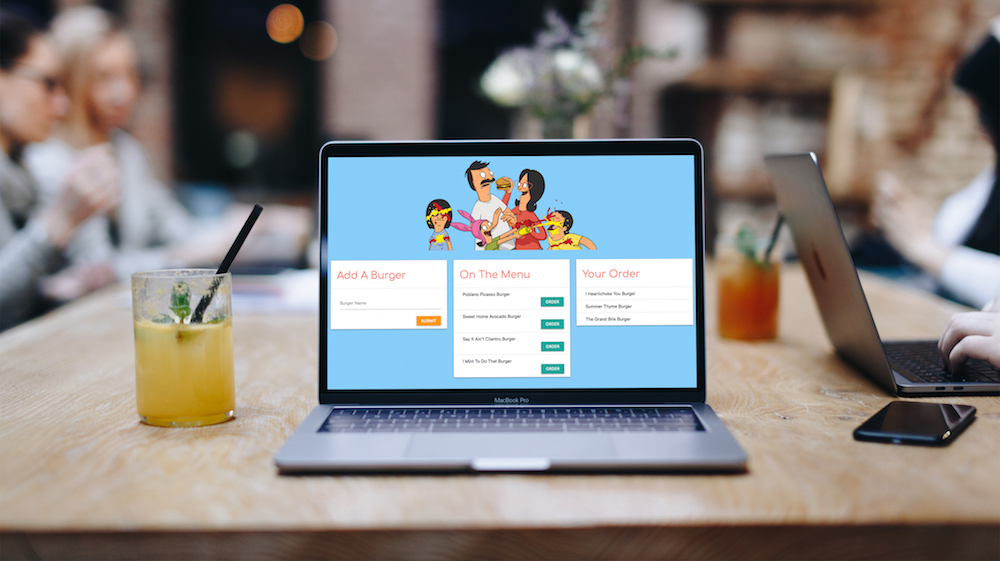 Add A Burger
Burger Name
SUBMIT
On The Menu
Poblano Picasso Burger
ORDER
Sweet Home Avocado Burger
ORDER
Say It Ain't Cilantro Burger
ORDER
I Mint To Do That Burger
ORDER
Your Order
I Heartichoke You Burger
Summer Thyme Burger
The Grand Brie Burger
MacBook Pro